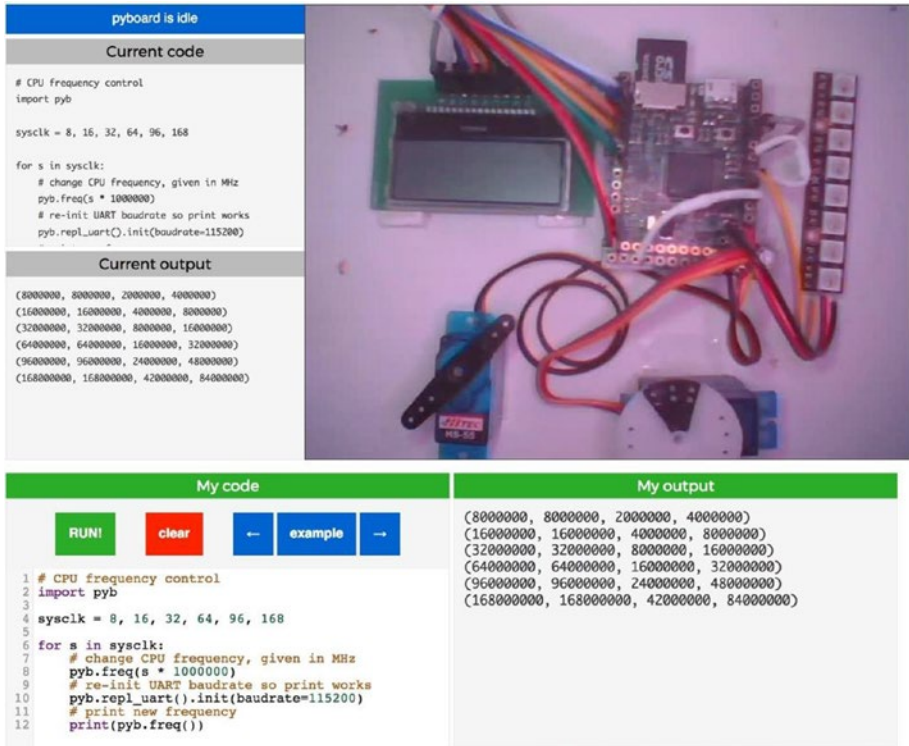 pyboard is idle
Current code
# CPU frequency control
import pyb
sysclk = 8, 16, 32, 64, 96, 168
for s in sysclk:
# change CPU frequency, given in MHz
pyb.freq(s * 1000000)
# re-init UART baudrate so print works
pyb.repl_uart().init(baudrate=115200)
Current output
(8000000, 8000000, 2000000, 4000000)
(16000000, 16000000, 4000000, 8000000)
(32000000, 32000000, 8000000, 16000000)
(64000000, 64000000, 16000000, 32000000)
(96000000, 96000000, 24000000, 48000000)
(168000000, 168000000, 42000000, 84000000)
HITEC
HS-55
My code
RUN!
clear
← example →
1 # CPU frequency control
2 import pyb
3
4 sysclk = 8, 16, 32, 64, 96, 168
5
6 for s in sysclk:
7 # change CPU frequency, given in MHz
8 pyb.freq(s * 1000000)
9 # re-init UART baudrate so print works
10 pyb.repl_uart().init(baudrate=115200)
11 # print new frequency
12 print(pyb.freq())
My output
(8000000, 8000000, 2000000, 4000000)
(16000000, 16000000, 4000000, 8000000)
(32000000, 32000000, 8000000, 16000000)
(64000000, 64000000, 16000000, 32000000)
(96000000, 96000000, 24000000, 48000000)
(168000000, 168000000, 42000000, 84000000)